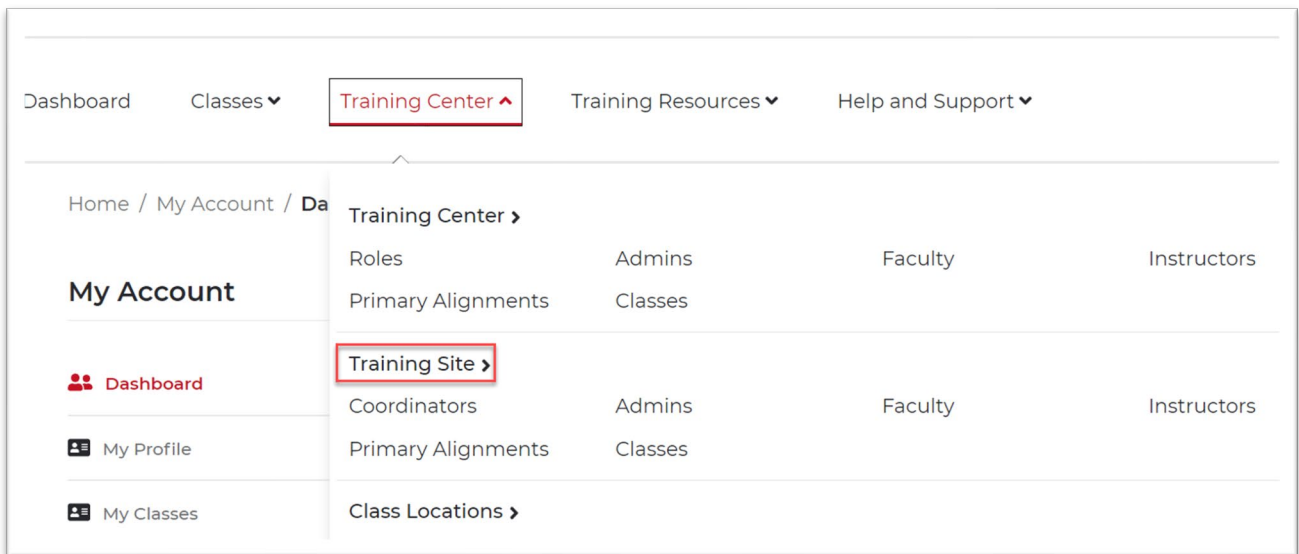 Dashboard Classes Training Center Training Resources Help and Support
Home / My Account / Da
Training Center
Roles Admins Faculty Instructors
My Account
Primary Alignments Classes
Training Site
Dashboard
Coordinators Admins Faculty Instructors
My Profile
Primary Alignments Classes
My Classes
Class Locations